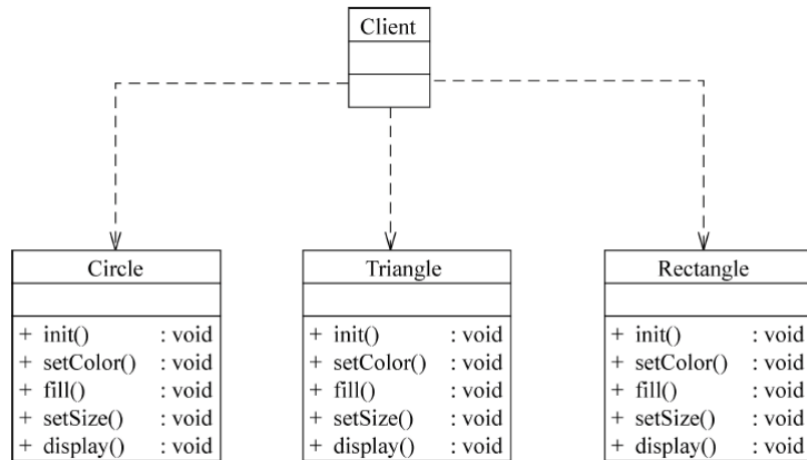 Client
Circle
+ init() : void
+ setColor() : void
+ fill() : void
+ setSize() : void
+ display() : void
Triangle
+ init() : void
+ setColor() : void
+ fill() : void
+ setSize() : void
+ display() : void
Rectangle
+ init() : void
+ setColor() : void
+ fill() : void
+ setSize() : void
+ display() : void